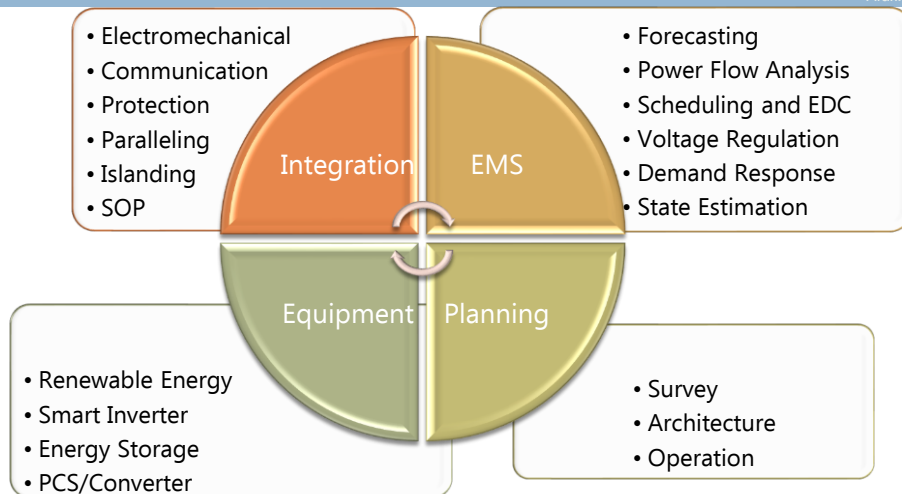 • Electromechanical
• Communication
• Protection
• Paralleling
• Islanding
• SOP
• Forecasting
• Power Flow Analysis
• Scheduling and EDC
• Voltage Regulation
• Demand Response
• State Estimation
Integration
EMS
Equipment
Planning
• Renewable Energy
• Smart Inverter
• Energy Storage
• PCS/Converter
• Survey
• Architecture
• Operation